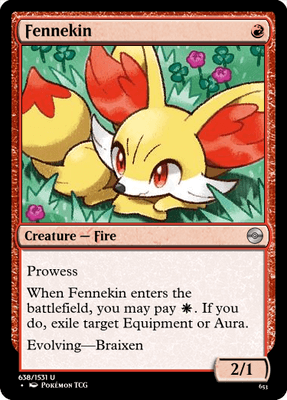 Fennekin
Creature — Fire
Prowess
When Fennekin enters the
battlefield, you may pay . If you
do, exile target Equipment or Aura.
Evolving—Braixen
2/1
638/1531 U
• Pokémon TCG